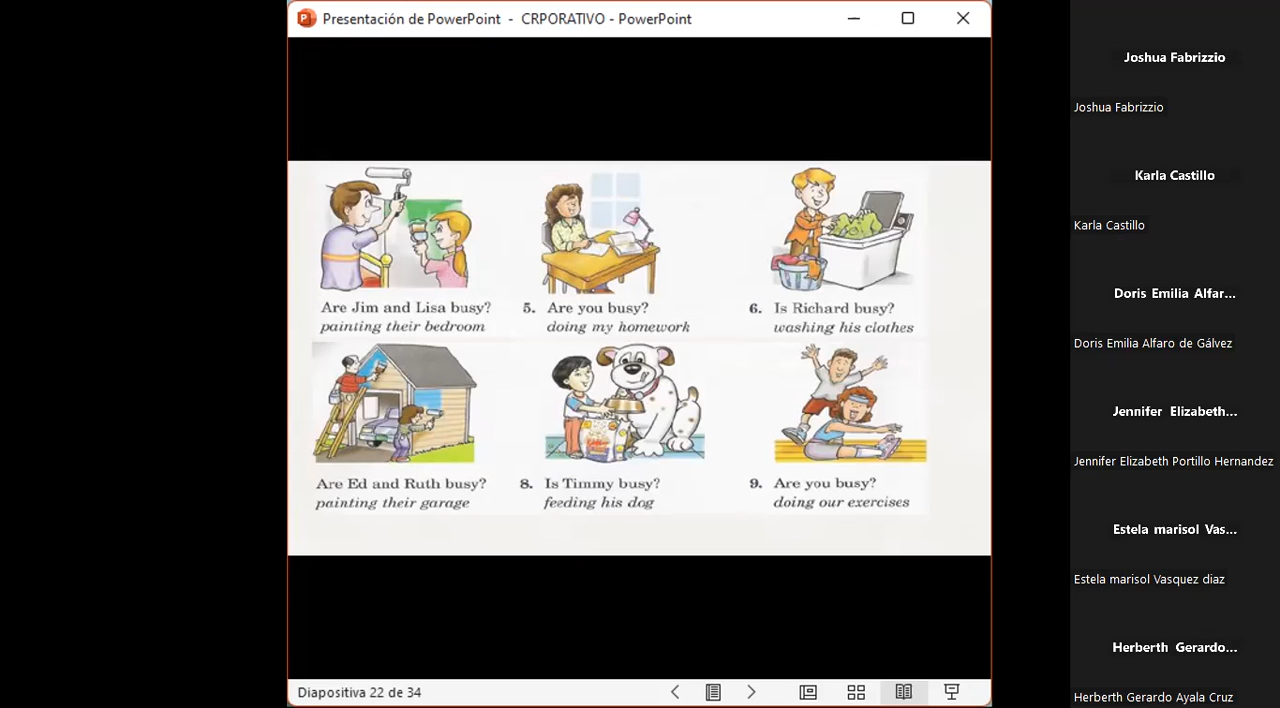 Presentación de PowerPoint - CRPORATIVO - PowerPoint
Are Jim and Lisa busy?
painting their bedroom
5. Are you busy?
doing my homework
6. Is Richard busy?
washing his clothes
Are Ed and Ruth busy?
painting their garage
8. Is Timmy busy?
feeding his dog
9. Are you busy?
doing our exercises
Diapositiva 22 de 34
Joshua Fabrizzio
Joshua Fabrizzio
Karla Castillo
Karla Castillo
Doris Emilia Alfar...
Doris Emilia Alfaro de Gálvez
Jennifer Elizabeth...
Jennifer Elizabeth Portillo Hernandez
Estela marisol Vas...
Estela marisol Vasquez diaz
Herberth Gerardo...
Herberth Gerardo Ayala Cruz